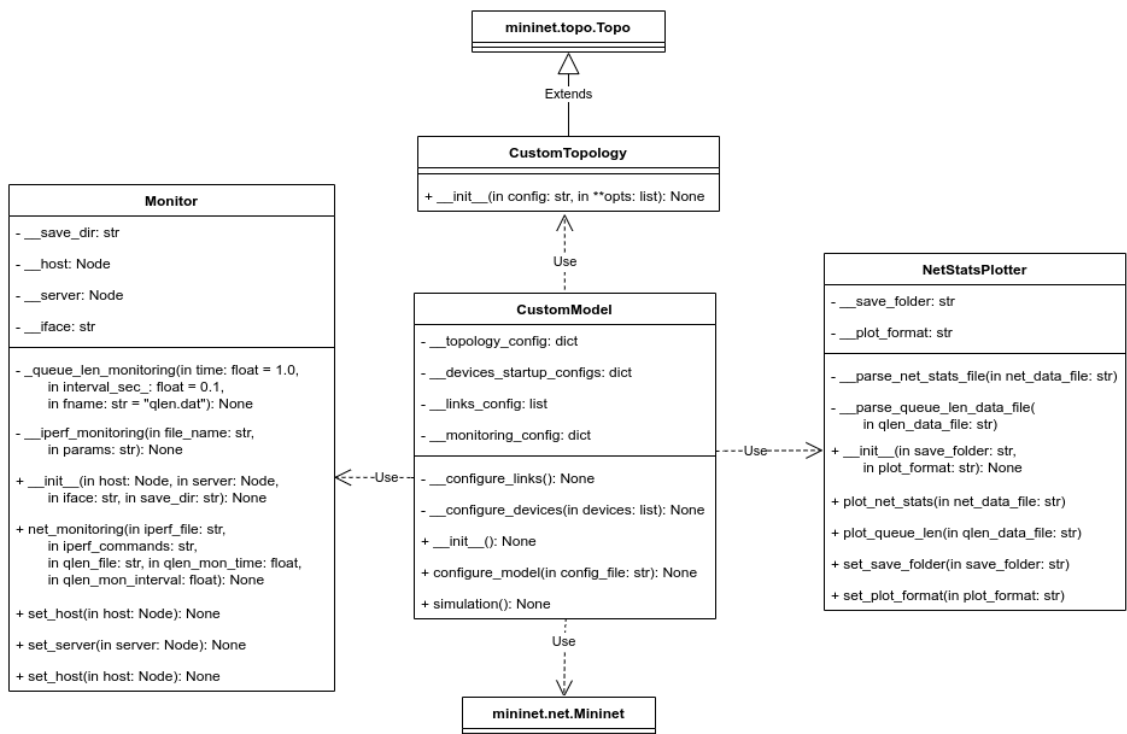 mininet.topo.Topo
Extends
CustomTopology
+ __init__(in config: str, in **opts: list): None
Use
Monitor
- __save_dir: str
- __host: Node
- __server: Node
- __iface: str
- _queue_len_monitoring(in time: float = 1.0,
in interval_sec_: float = 0.1,
in fname: str = "qlen.dat"): None
- __iperf_monitoring(in file_name: str,
in params: str): None
+ __init__(in host: Node, in server: Node,
in iface: str, in save_dir: str): None
+ net_monitoring(in iperf_file: str,
in iperf_commands: str,
in qlen_file: str, in qlen_mon_time: float,
in qlen_mon_interval: float): None
+ set_host(in host: Node): None
+ set_server(in server: Node): None
+ set_host(in host: Node): None
Use
CustomModel
- __topology_config: dict
- __devices_startup_configs: dict
- __links_config: list
- __monitoring_config: dict
- __configure_links(): None
- __configure_devices(in devices: list): None
+ __init__(): None
+ configure_model(in config_file: str): None
+ simulation(): None
Use
NetStatsPlotter
- __save_folder: str
- __plot_format: str
- __parse_net_stats_file(in net_data_file: str)
- __parse_queue_len_data_file(
in qlen_data_file: str)
+ __init__(in save_folder: str,
in plot_format: str): None
+ plot_net_stats(in net_data_file: str)
+ plot_queue_len(in qlen_data_file: str)
+ set_save_folder(in save_folder: str)
+ set_plot_format(in plot_format: str)
Use
mininet.net.Mininet